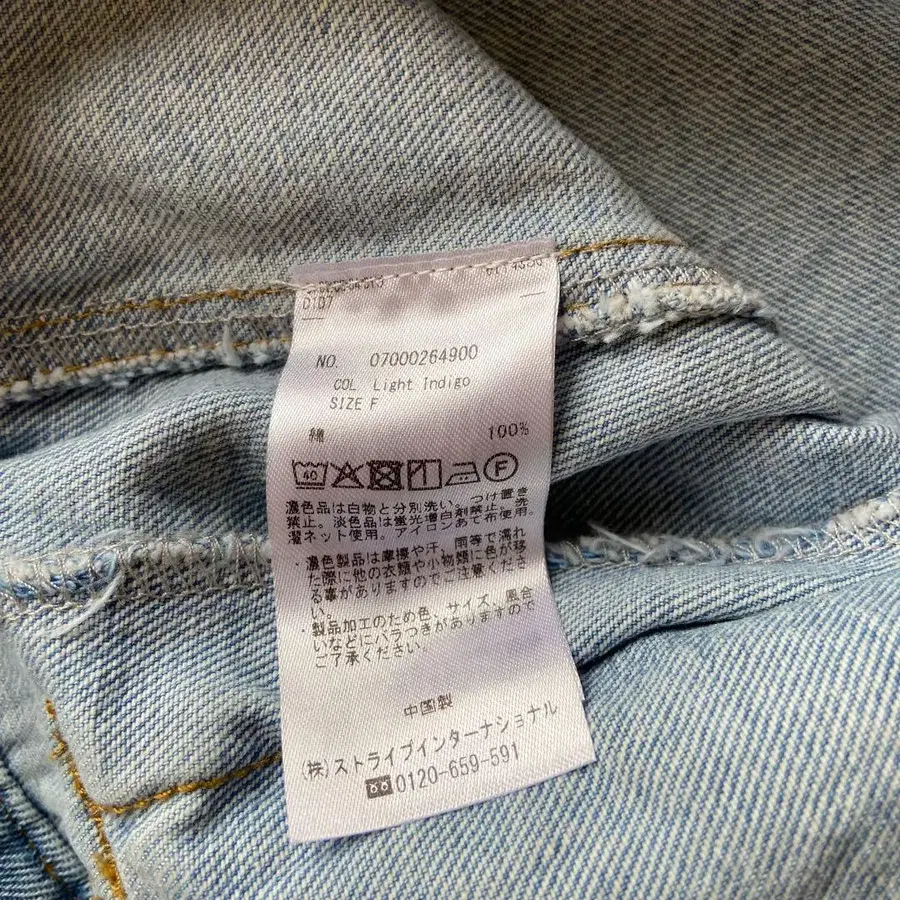 0107
NO. 07000264900
COL Light Indigo
SIZE F
綿 100%
40 F
濃色品は白物と分別洗い。つけ置き
禁止。淡色品は蛍光増白剤禁止。洗
濯ネット使用。アイロンあて布使用。
・濃色製品は摩擦や汗、雨等で濡れ
た際に他の衣類や小物類に色が移
る事がありますのでご注意くださ
い。
・製品加工のため色、サイズ、風合
いなどにバラつきがありますので
ご了承ください。
中国製
(株)ストライプインターナショナル
0120-659-591